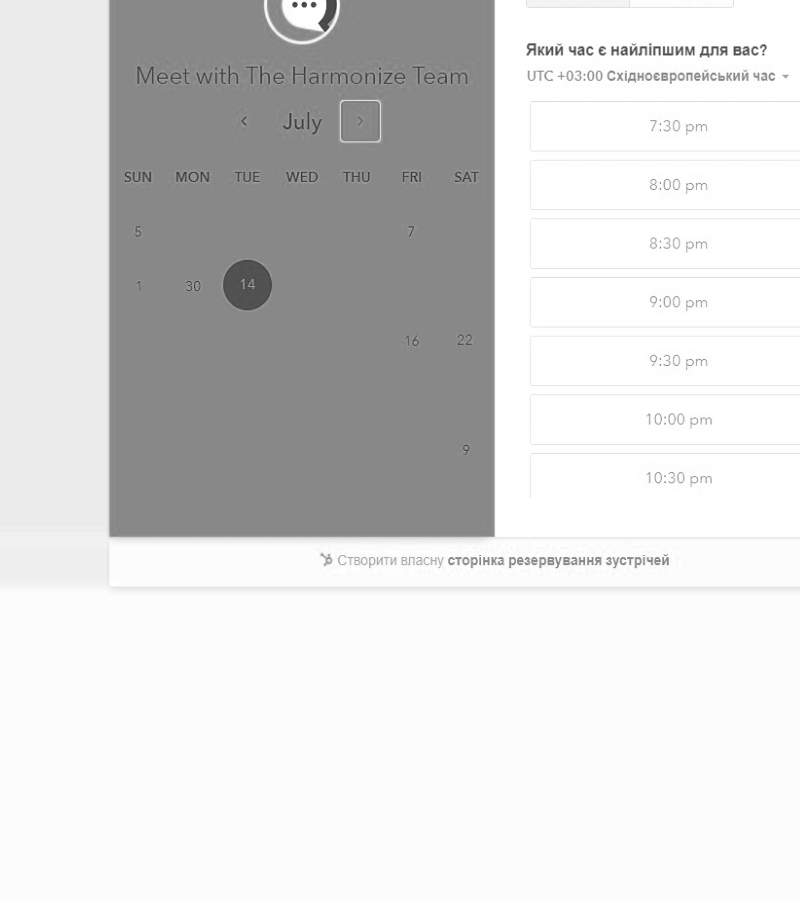 Meet with The Harmonize Team
July
SUN MON TUE WED THU FRI SAT
5 7
1 30 14
16 22
9
Який час є найліпшим для вас?
UTC +03:00 Східноєвропейський час
7:30 pm
8:00 pm
8:30 pm
9:00 pm
9:30 pm
10:00 pm
10:30 pm
Створити власну сторінка резервування зустрічей